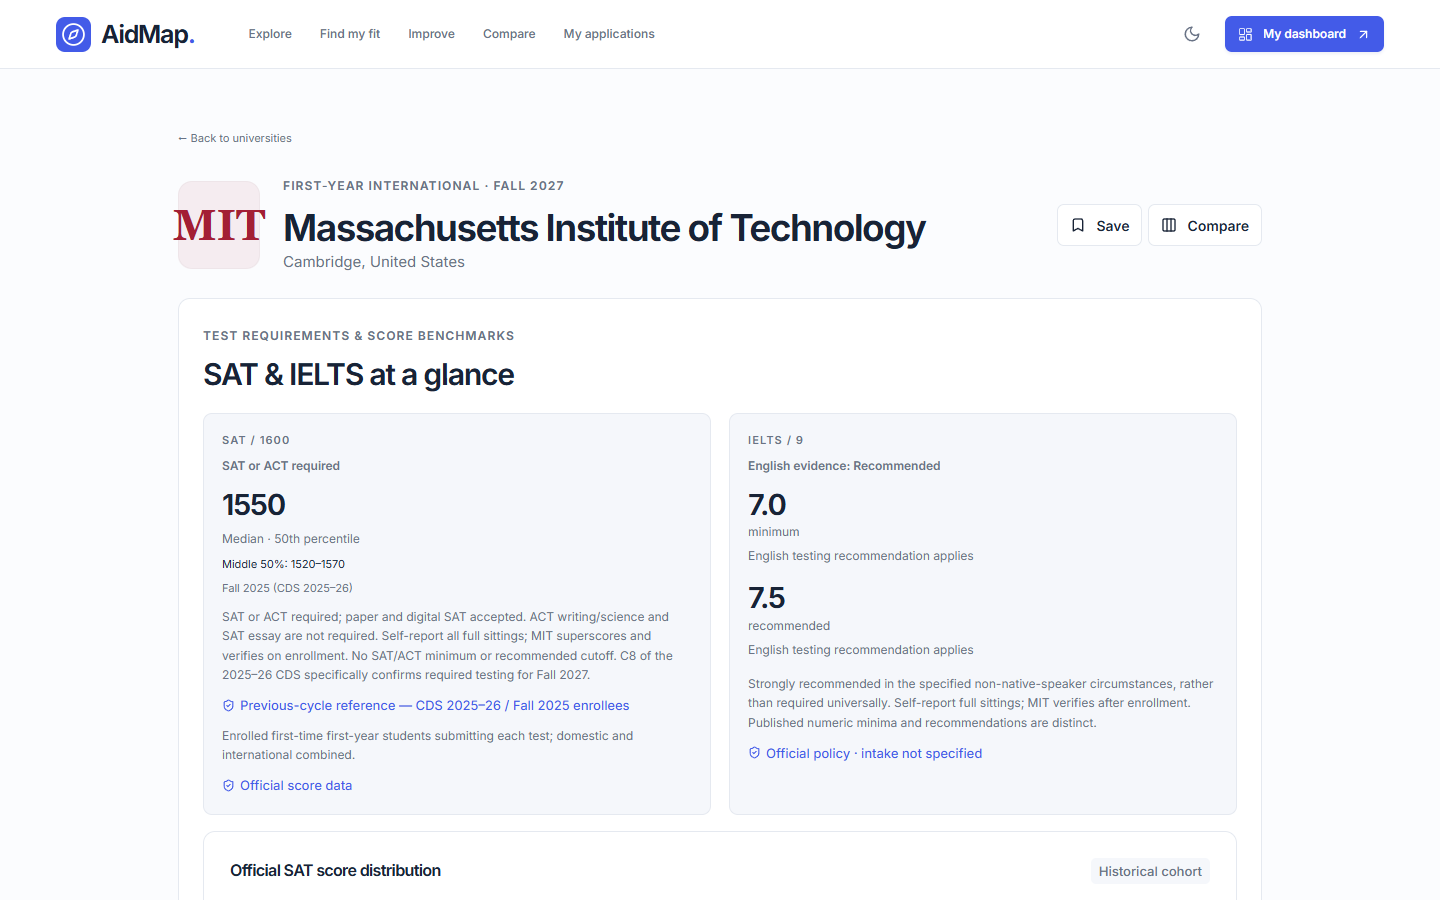 AidMap.
Explore
Find my fit
Improve
Compare
My applications
My dashboard
← Back to universities
MIT
FIRST-YEAR INTERNATIONAL · FALL 2027
Massachusetts Institute of Technology
Cambridge, United States
Save
Compare
TEST REQUIREMENTS & SCORE BENCHMARKS
SAT & IELTS at a glance
SAT / 1600
SAT or ACT required
1550
Median · 50th percentile
Middle 50%: 1520–1570
Fall 2025 (CDS 2025–26)
SAT or ACT required; paper and digital SAT accepted. ACT writing/science and
SAT essay are not required. Self-report all full sittings; MIT superscores and
verifies on enrollment. No SAT/ACT minimum or recommended cutoff. C8 of the
2025–26 CDS specifically confirms required testing for Fall 2027.
Previous-cycle reference — CDS 2025–26 / Fall 2025 enrollees
Enrolled first-time first-year students submitting each test; domestic and
international combined.
Official score data
IELTS / 9
English evidence: Recommended
7.0
minimum
English testing recommendation applies
7.5
recommended
English testing recommendation applies
Strongly recommended in the specified non-native-speaker circumstances, rather
than required universally. Self-report full sittings; MIT verifies after enrollment.
Published numeric minima and recommendations are distinct.
Official policy · intake not specified
Official SAT score distribution
Historical cohort